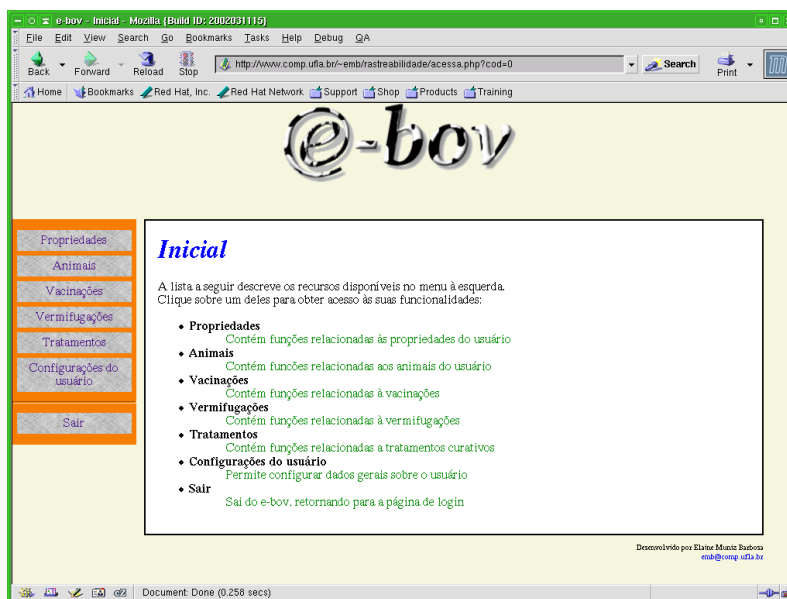 e-bov - Inicial - Mozilla {Build ID: 2002031115}
File Edit View Search Go Bookmarks Tasks Help Debug QA
Back Forward Reload Stop http://www.comp.ufla.br/~emb/rastreabilidade/acessa.php?cod=0 Search Print
Home Bookmarks Red Hat, Inc. Red Hat Network Support Shop Products Training
e-bov
Propriedades
Animais
Vacinações
Vermifugações
Tratamentos
Configurações do
usuário
Sair
Inicial
A lista a seguir descreve os recursos disponíveis no menu à esquerda.
Clique sobre um deles para obter acesso às suas funcionalidades:
• Propriedades
Contém funções relacionadas às propriedades do usuário
• Animais
Contém funcões relacionadas aos animais do usuário
• Vacinações
Contém funções relacionadas à vacinações
• Vermifugações
Contém funções relacionadas à vermifugações
• Tratamentos
Contém funções relacionadas a tratamentos curativos
• Configurações do usuário
Permite configurar dados gerais sobre o usuário
• Sair
Sai do e-bov, retornando para a página de login
Desenvolvido por Elaine Muniz Barbosa
emb@comp.ufla.br
Document: Done (0.258 secs)